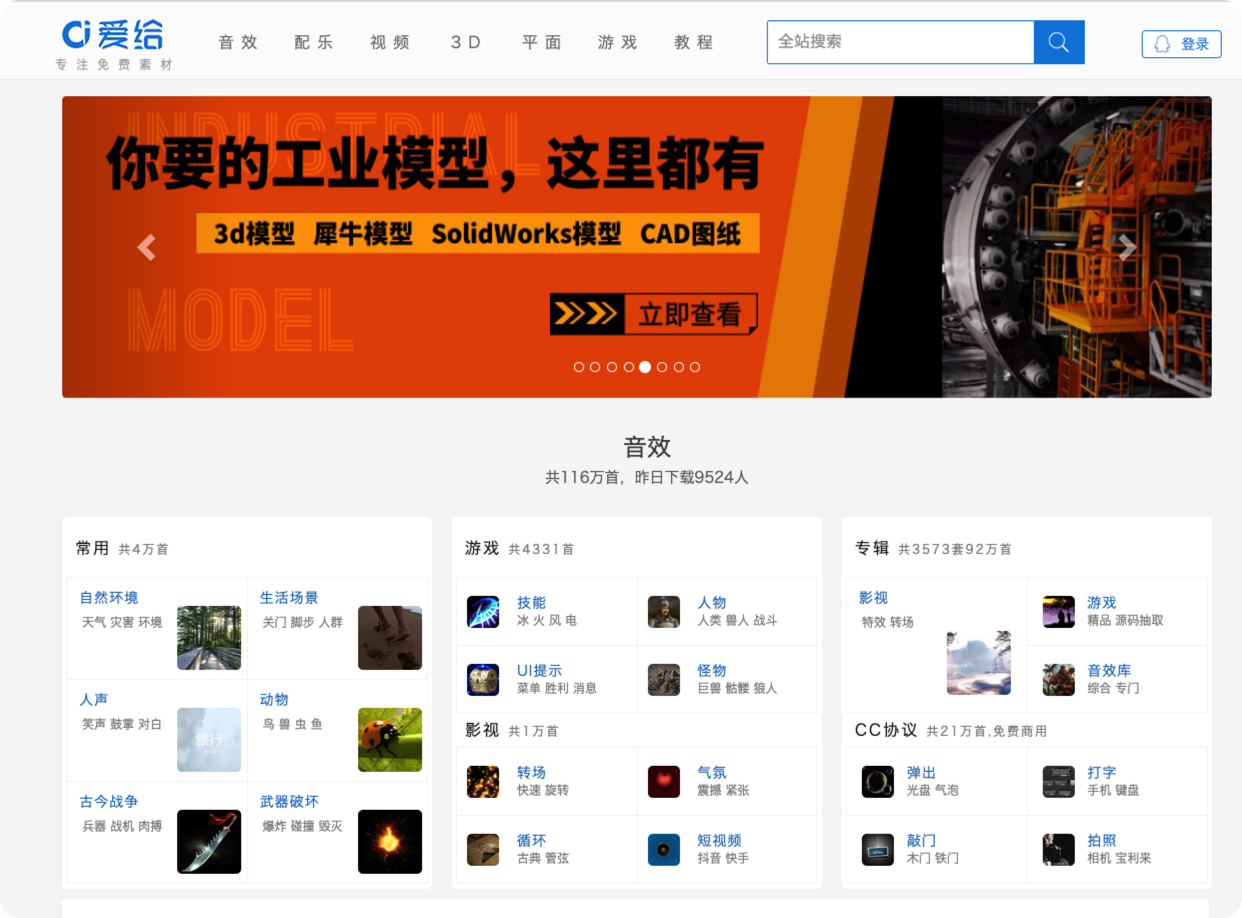 Ci 爱给
专注免费素材
音效 配乐 视频 3D 平面 游戏 教程
全站搜索
登录
INDUSTRIAL
你要的工业模型，这里都有
3d模型 犀牛模型 SolidWorks模型 CAD图纸
MODEL
立即查看
音效
共116万首，昨日下载9524人
常用 共4万首
自然环境
天气 灾害 环境
生活场景
关门 脚步 人群
人声
笑声 鼓掌 对白
旅行
动物
鸟 兽 虫 鱼
古今战争
兵器 战机 肉搏
武器破坏
爆炸 碰撞 毁灭
游戏 共4331首
技能
冰 火 风 电
人物
人类 兽人 战斗
UI提示
菜单 胜利 消息
怪物
巨兽 骷髅 狼人
影视 共1万首
转场
快速 旋转
气氛
震撼 紧张
循环
古典 管弦
短视频
抖音 快手
专辑 共3573套92万首
影视
特效 转场
游戏
精品 源码抽取
音效库
综合 专门
CC协议 共21万首,免费商用
弹出
光盘 气泡
打字
手机 键盘
敲门
木门 铁门
拍照
相机 宝利来